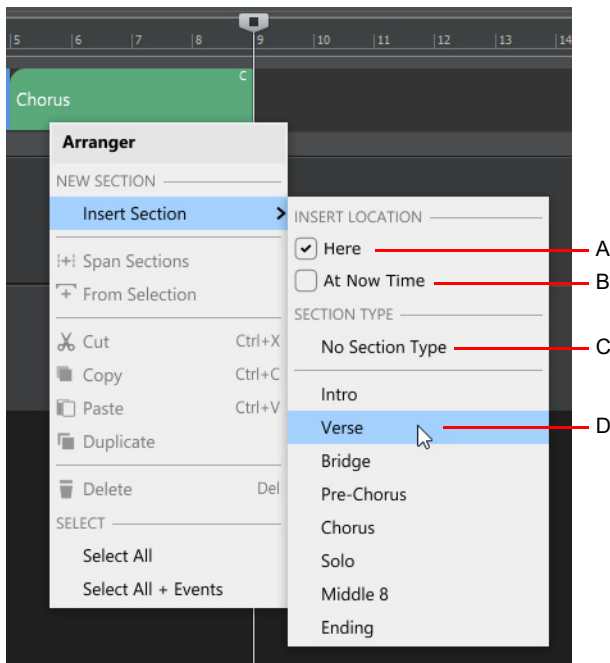 5 6 7 8 9 10 11 12 13 14
C
Chorus
Arranger
NEW SECTION
Insert Section
Span Sections
From Selection
Cut Ctrl+X
Copy Ctrl+C
Paste Ctrl+V
Duplicate
Delete Del
SELECT
Select All
Select All + Events
INSERT LOCATION
Here A
At Now Time B
SECTION TYPE
No Section Type C
Intro
Verse D
Bridge
Pre-Chorus
Chorus
Solo
Middle 8
Ending